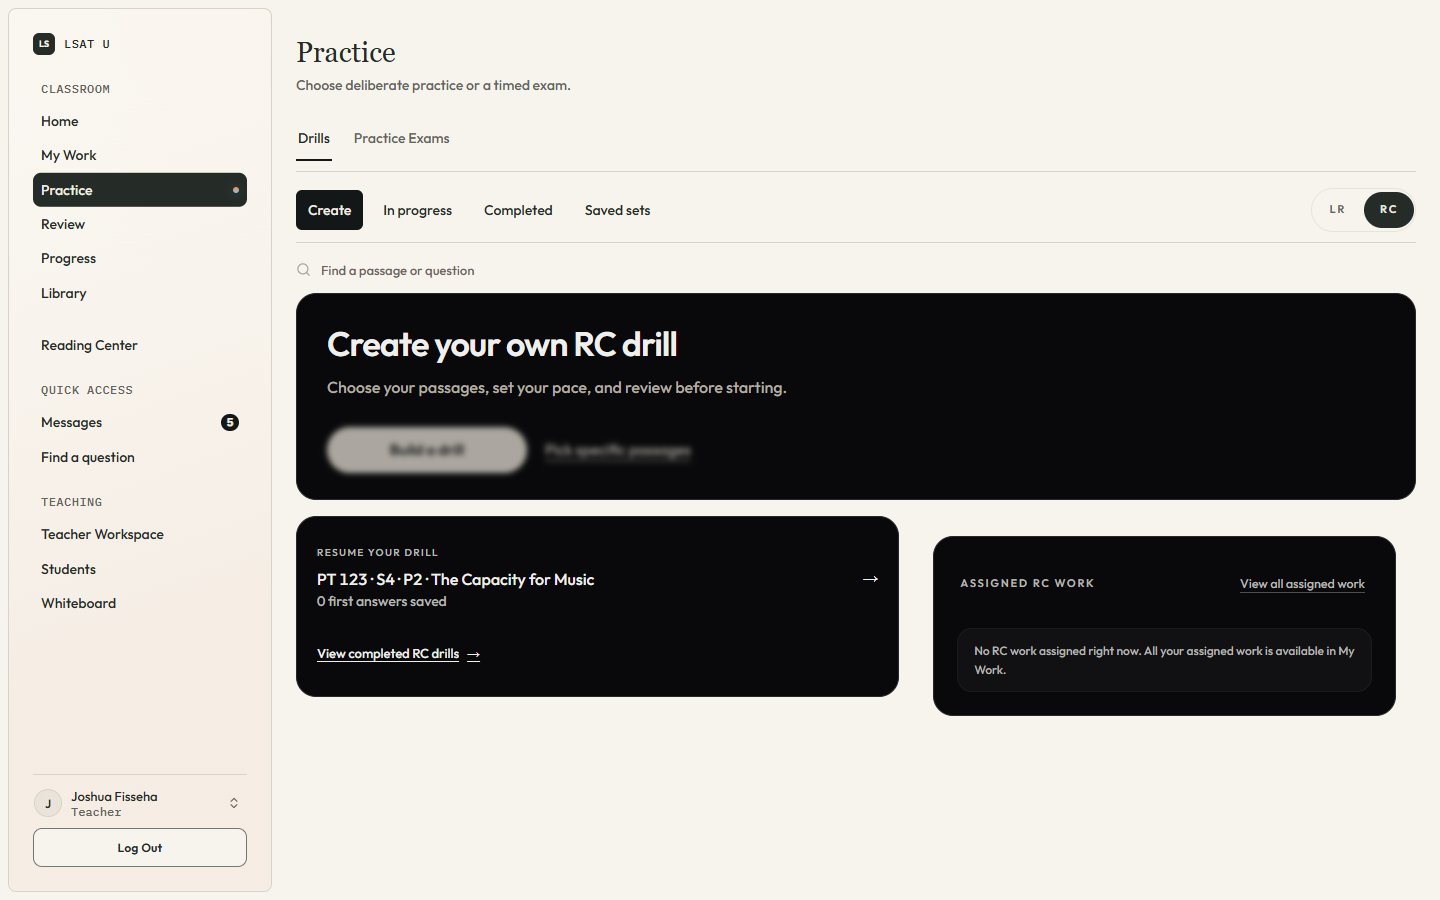 LS LSAT U
CLASSROOM
Home
My Work
Practice
Review
Progress
Library
Reading Center
QUICK ACCESS
Messages 5
Find a question
TEACHING
Teacher Workspace
Students
Whiteboard
J Joshua Fisseha
Teacher
Log Out
Practice
Choose deliberate practice or a timed exam.
Drills Practice Exams
Create In progress Completed Saved sets LR RC
Find a passage or question
Create your own RC drill
Choose your passages, set your pace, and review before starting.
Build a drill Pick specific passages
RESUME YOUR DRILL
PT 123 · S4 · P2 · The Capacity for Music →
0 first answers saved
View completed RC drills →
ASSIGNED RC WORK View all assigned work
No RC work assigned right now. All your assigned work is available in My
Work.